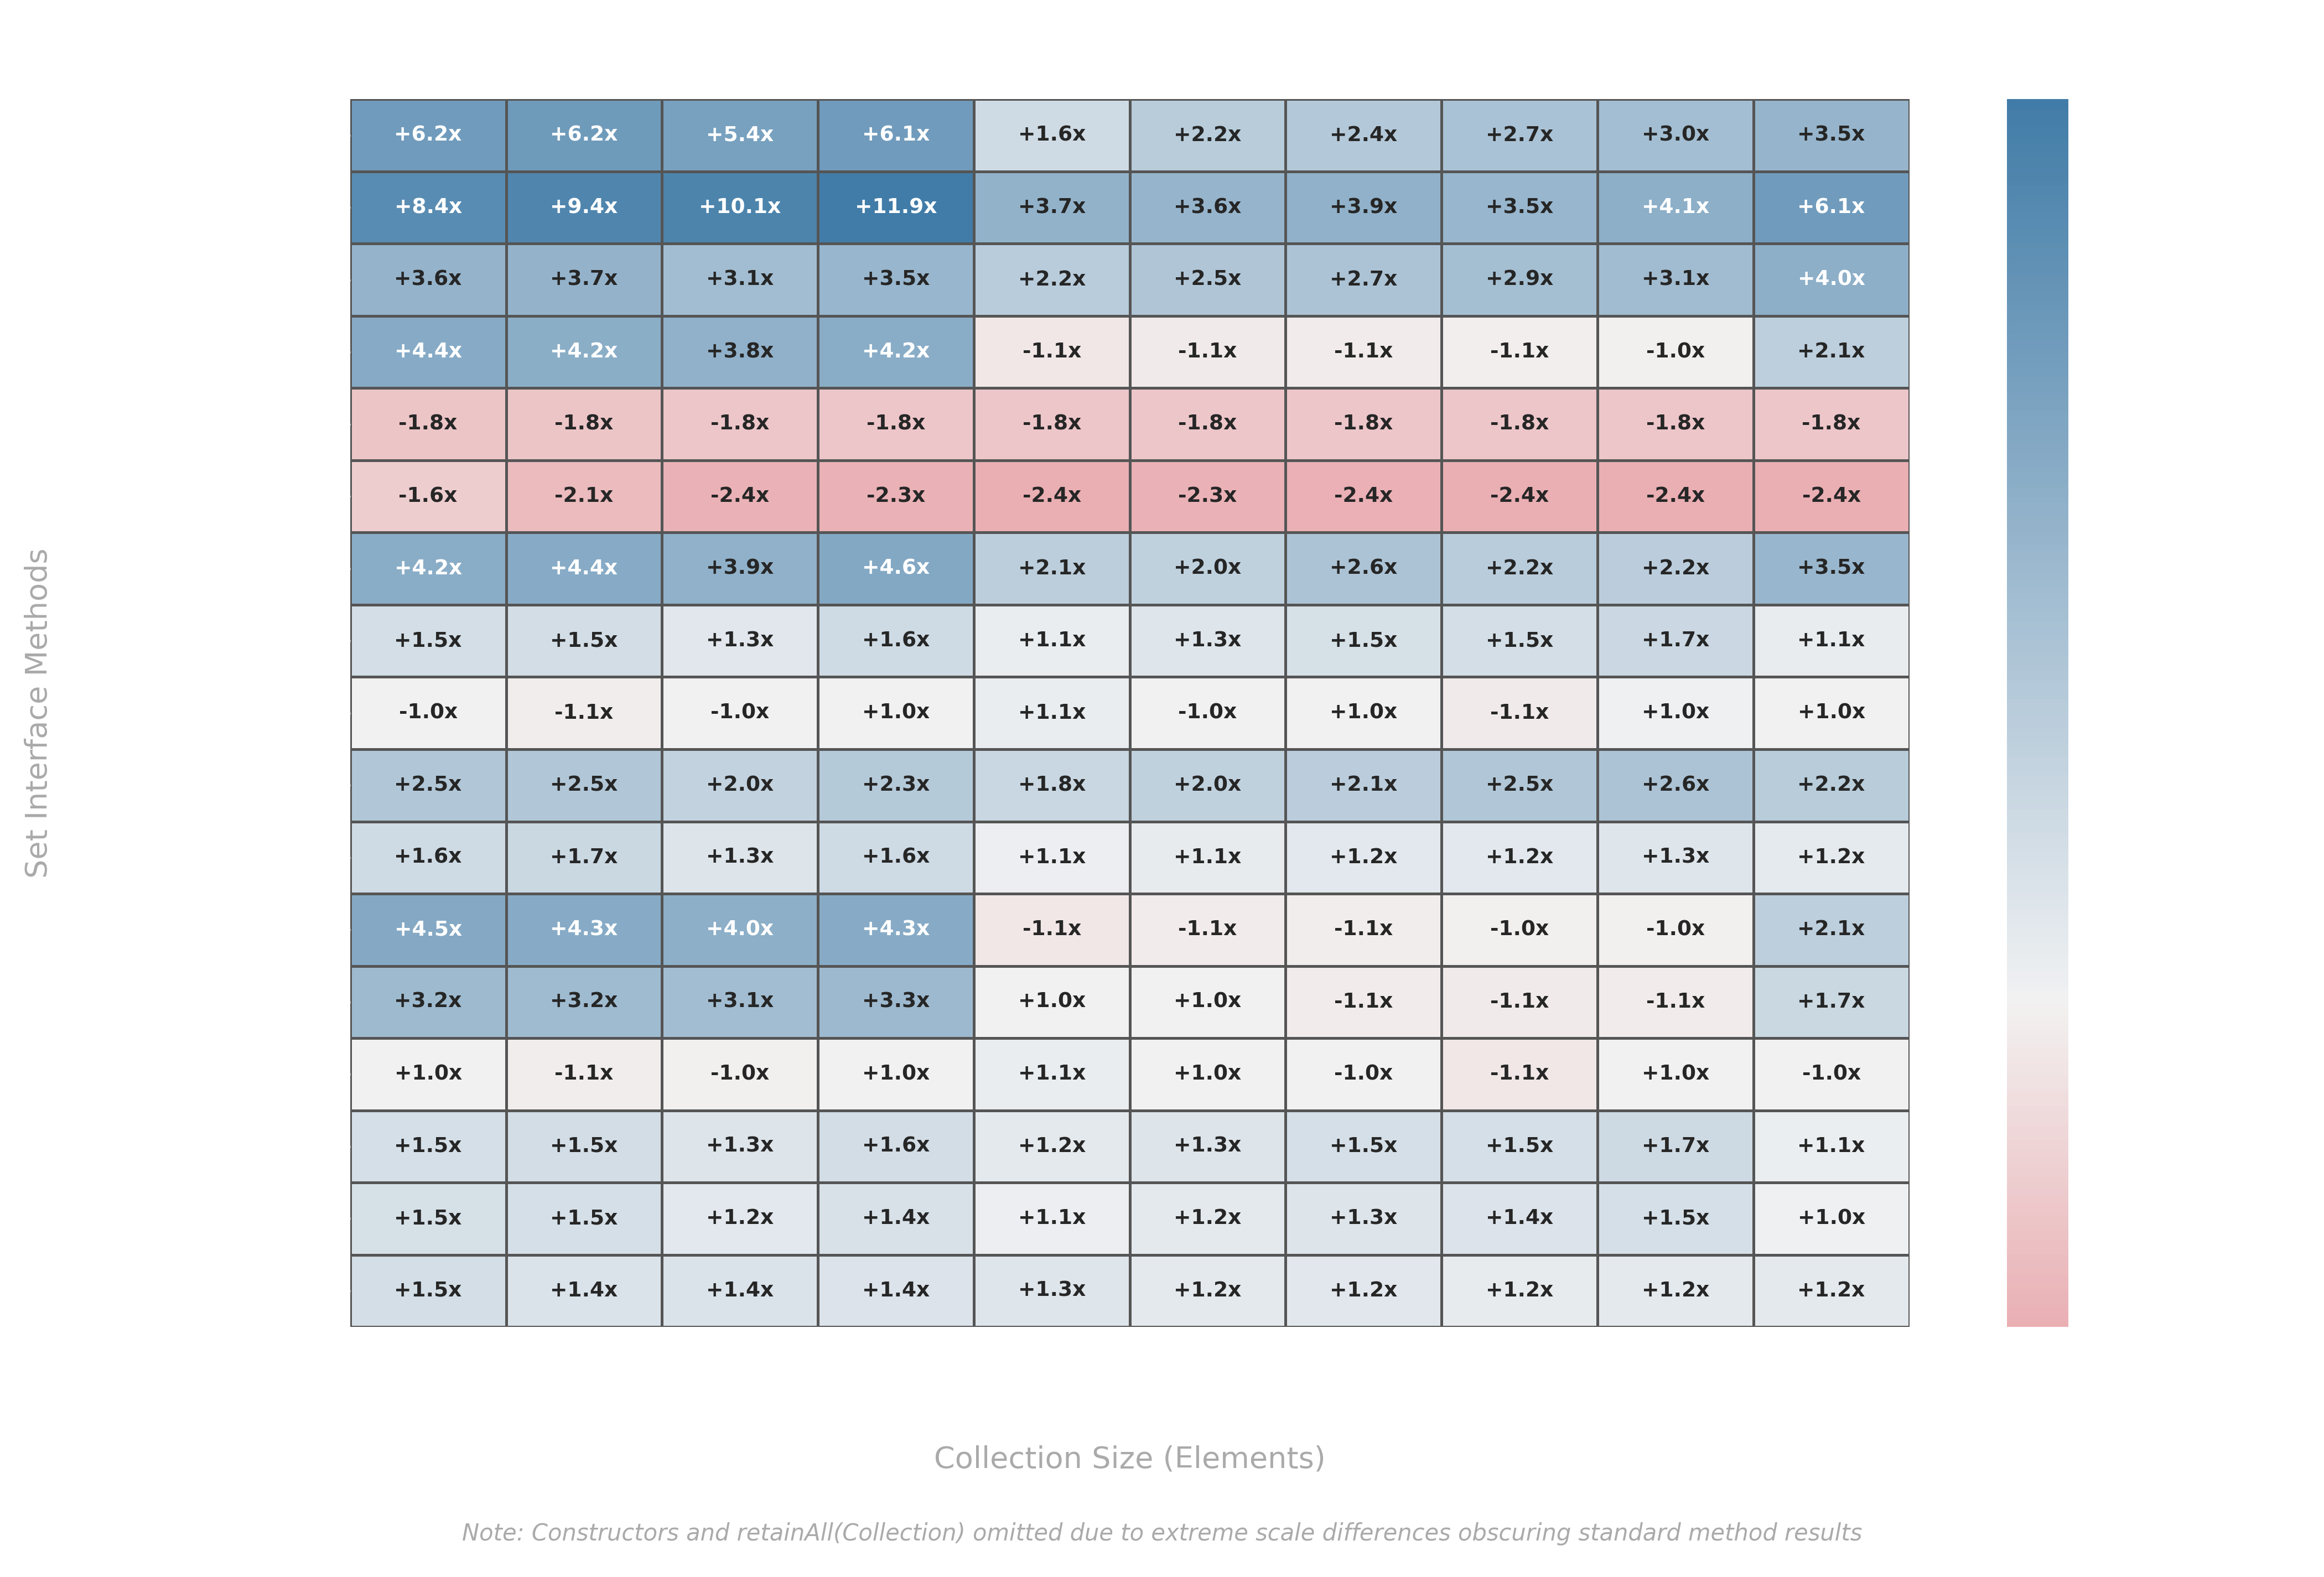 +6.2x +6.2x +5.4x +6.1x +1.6x +2.2x +2.4x +2.7x +3.0x +3.5x
+8.4x +9.4x +10.1x +11.9x +3.7x +3.6x +3.9x +3.5x +4.1x +6.1x
+3.6x +3.7x +3.1x +3.5x +2.2x +2.5x +2.7x +2.9x +3.1x +4.0x
+4.4x +4.2x +3.8x +4.2x -1.1x -1.1x -1.1x -1.1x -1.0x +2.1x
-1.8x -1.8x -1.8x -1.8x -1.8x -1.8x -1.8x -1.8x -1.8x -1.8x
-1.6x -2.1x -2.4x -2.3x -2.4x -2.3x -2.4x -2.4x -2.4x -2.4x
+4.2x +4.4x +3.9x +4.6x +2.1x +2.0x +2.6x +2.2x +2.2x +3.5x
+1.5x +1.5x +1.3x +1.6x +1.1x +1.3x +1.5x +1.5x +1.7x +1.1x
-1.0x -1.1x -1.0x +1.0x +1.1x -1.0x +1.0x -1.1x +1.0x +1.0x
+2.5x +2.5x +2.0x +2.3x +1.8x +2.0x +2.1x +2.5x +2.6x +2.2x
+1.6x +1.7x +1.3x +1.6x +1.1x +1.1x +1.2x +1.2x +1.3x +1.2x
+4.5x +4.3x +4.0x +4.3x -1.1x -1.1x -1.1x -1.0x -1.0x +2.1x
+3.2x +3.2x +3.1x +3.3x +1.0x +1.0x -1.1x -1.1x -1.1x +1.7x
+1.0x -1.1x -1.0x +1.0x +1.1x +1.0x -1.0x -1.1x +1.0x -1.0x
+1.5x +1.5x +1.3x +1.6x +1.2x +1.3x +1.5x +1.5x +1.7x +1.1x
+1.5x +1.5x +1.2x +1.4x +1.1x +1.2x +1.3x +1.4x +1.5x +1.0x
+1.5x +1.4x +1.4x +1.4x +1.3x +1.2x +1.2x +1.2x +1.2x +1.2x
Set Interface Methods
Collection Size (Elements)
Note: Constructors and retainAll(Collection) omitted due to extreme scale differences obscuring standard method results